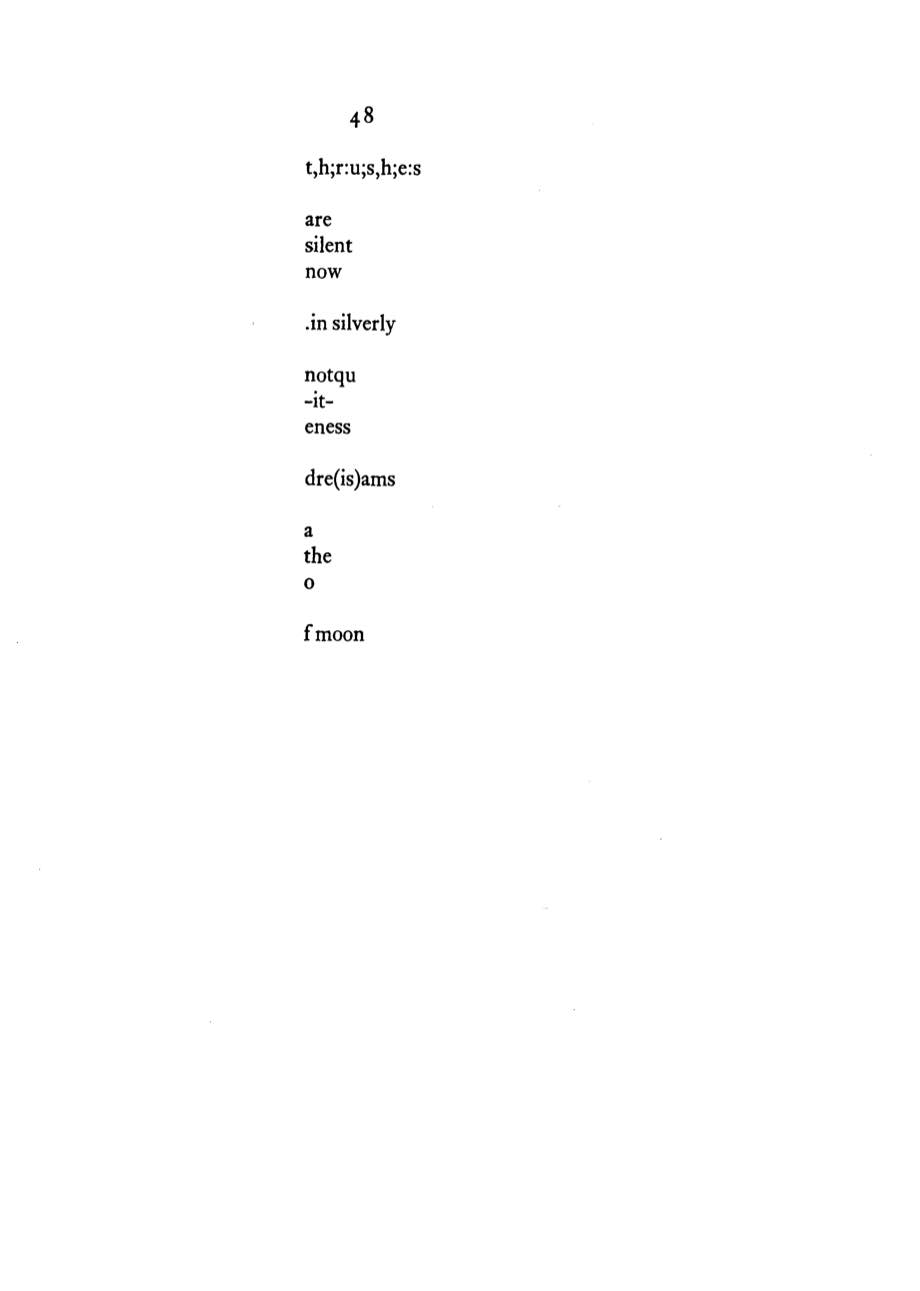 48
t,h;r:u;s,h;e:s
are
silent
now
.in silverly
notqu
-it-
eness
dre(is)ams
a
the
o
f moon